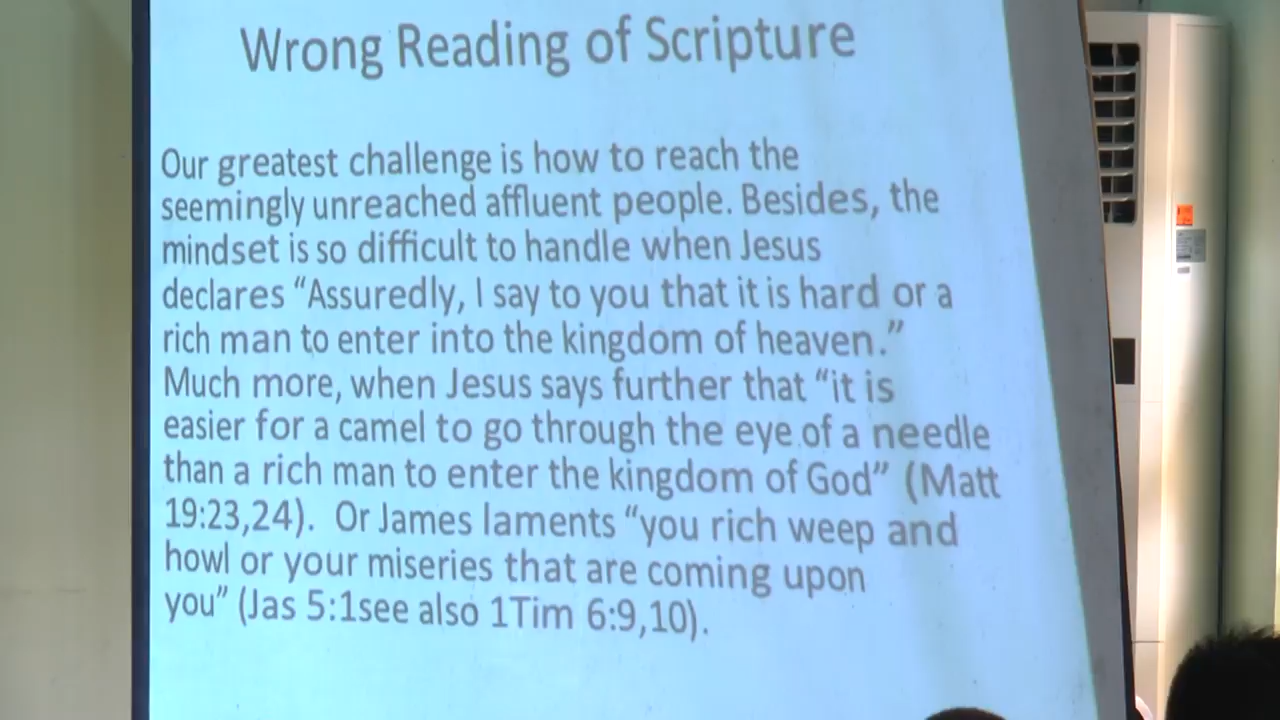 Wrong Reading of Scripture
Our greatest challenge is how to reach the
seemingly unreached affluent people. Besides, the
mindset is so difficult to handle when Jesus
declares “Assuredly, I say to you that it is hard or a
rich man to enter into the kingdom of heaven.”
Much more, when Jesus says further that “it is
easier for a camel to go through the eye of a needle
than a rich man to enter the kingdom of God” (Matt
19:23,24). Or James laments “you rich weep and
howl or your miseries that are coming upon
you” (Jas 5:1see also 1Tim 6:9,10).